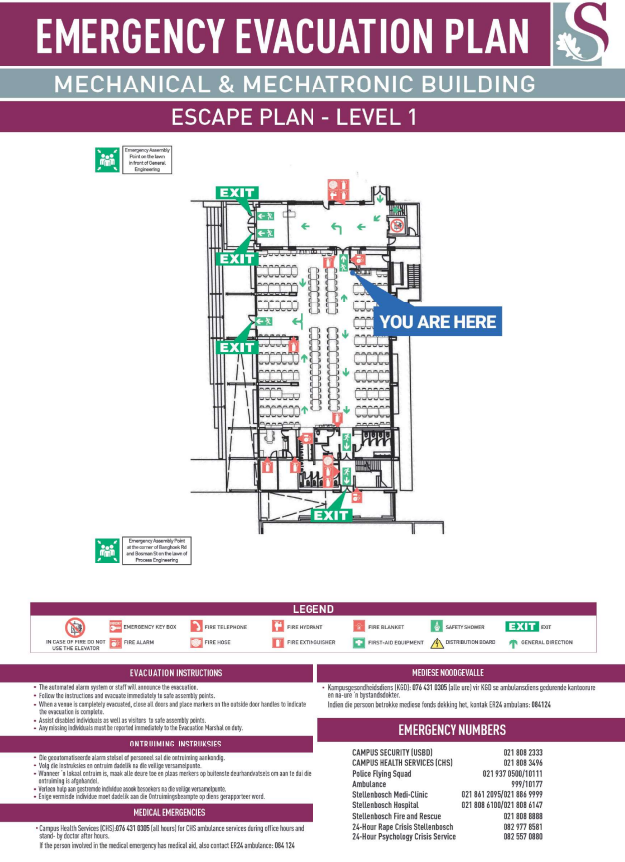 EMERGENCY EVACUATION PLAN
S
MECHANICAL & MECHATRONIC BUILDING
ESCAPE PLAN - LEVEL 1
Emergency Assembly
Point on the lawn
in front of General
Engineering
EXIT
EXIT
YOU ARE HERE
EXIT
EXIT
Emergency Assembly Point
at the corner of Banghoek Rd
and Bosman St on the lawn of
Process Engineering
LEGEND
IN CASE OF FIRE DO NOT
USE THE ELEVATOR
EMERGENCY KEY BOX
FIRE TELEPHONE
FIRE HYDRANT
FIRE BLANKET
SAFETY SHOWER
EXIT EXIT
FIRE ALARM
FIRE HOSE
FIRE EXTINGUISHER
FIRST-AID EQUIPMENT
DISTRIBUTION BOARD
GENERAL DIRECTION
EVACUATION INSTRUCTIONS
• The automated alarm system or staff will announce the evacuation.
• Follow the instructions and evacuate immediately to safe assembly points.
• When a venue is completely evacuated, close all doors and place markers on the outside door handles to indicate
the evacuation is complete.
• Assist disabled individuals as well as visitors to safe assembly points.
• Any missing individuals must be reported immediately to the Evacuation Marshal on duty.
ONTRUIMING INSTRUKSIES
• Die geoutomatiseerde alarm stelsel of personeel sal die ontruiming aankondig.
• Volg die instruksies en ontruim dadelik na die veilige versamelpunte.
• Wanneer 'n lokaal ontruim is, maak alle deure toe en plaas merkers op buitenste deurhandvatsels om aan te dui die
ontruiming is afgehandel.
• Verleen hulp aan gestremde individue asook besoekers na die veilige versamelpunte.
• Enige vermisde individue moet dadelik aan die Ontruimingsbeampte op diens gerapporteer word.
MEDICAL EMERGENCIES
• Campus Health Services (CHS):076 431 0305 (all hours) for CHS ambulance services during office hours and
stand- by doctor after hours.
If the person involved in the medical emergency has medical aid, also contact ER24 ambulance: 084 124
MEDIESE NOODGEVALLE
• Kampusgesondheidsdiens (KGD): 076 431 0305 (alle ure) vir KGD se ambulansdiens gedurende kantoorure
en na-ure 'n bystandsdokter.
Indien die persoon betrokke mediese fonds dekking het, kontak ER24 ambulans: 084124
EMERGENCY NUMBERS
CAMPUS SECURITY (USBD) 021 808 2333
CAMPUS HEALTH SERVICES (CHS) 021 808 3496
Police Flying Squad 021 937 0500/10111
Ambulance 999/10177
Stellenbosch Medi-Clinic 021 861 2095/021 886 9999
Stellenbosch Hospital 021 808 6100/021 808 6147
Stellenbosch Fire and Rescue 021 808 8888
24-Hour Rape Crisis Stellenbosch 082 977 8581
24-Hour Psychology Crisis Service 082 557 0880